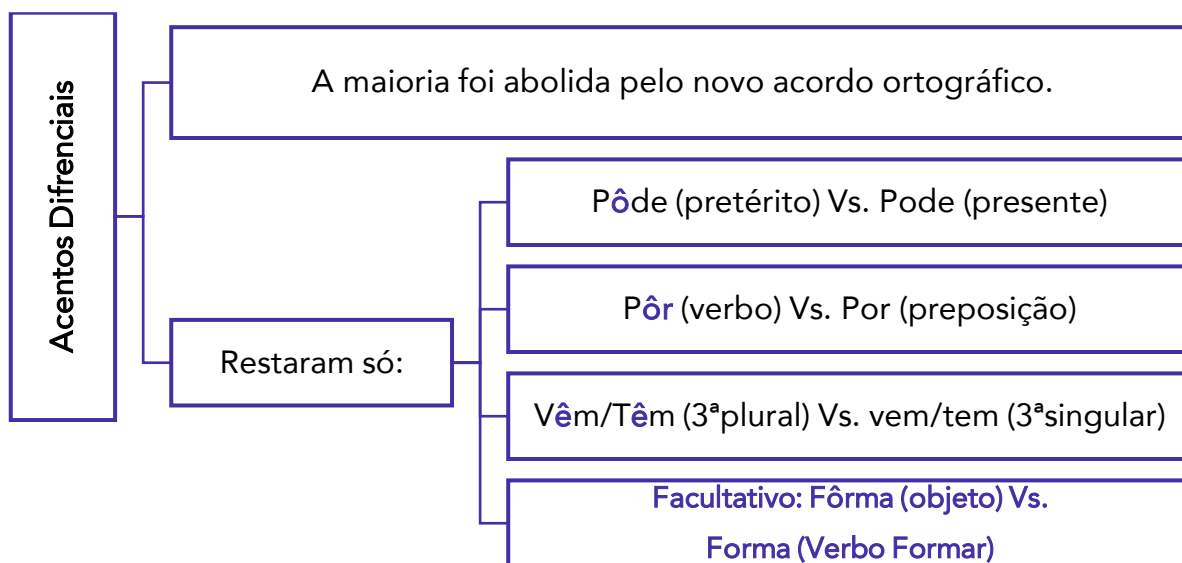 Acentos Difrenciais
A maioria foi abolida pelo novo acordo ortográfico.
Restaram só:
Pôde (pretérito) Vs. Pode (presente)
Pôr (verbo) Vs. Por (preposição)
Vêm/Têm (3ªplural) Vs. vem/tem (3ªsingular)
Facultativo: Fôrma (objeto) Vs.
Forma (Verbo Formar)